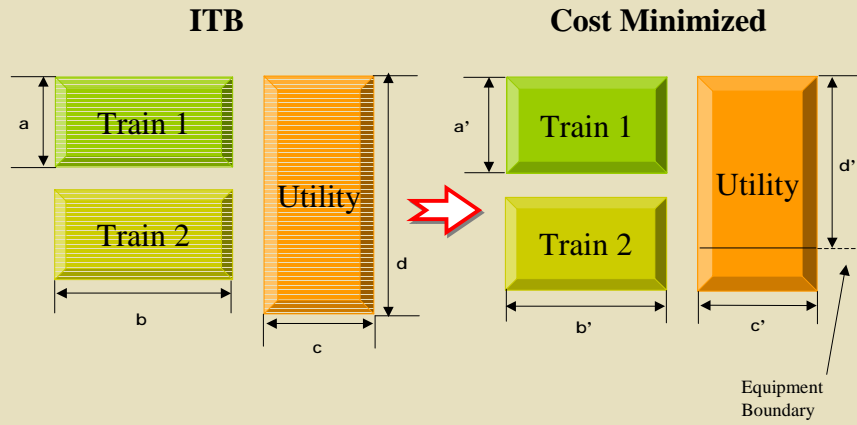 ITB
Cost Minimized
a
Train 1
Train 2
Utility
b
c
d
a'
Train 1
Train 2
Utility
b'
c'
d'
Equipment
Boundary